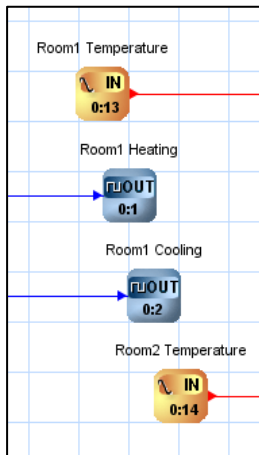 Room1 Temperature
IN
0:13
Room1 Heating
OUT
0:1
Room1 Cooling
OUT
0:2
Room2 Temperature
IN
0:14